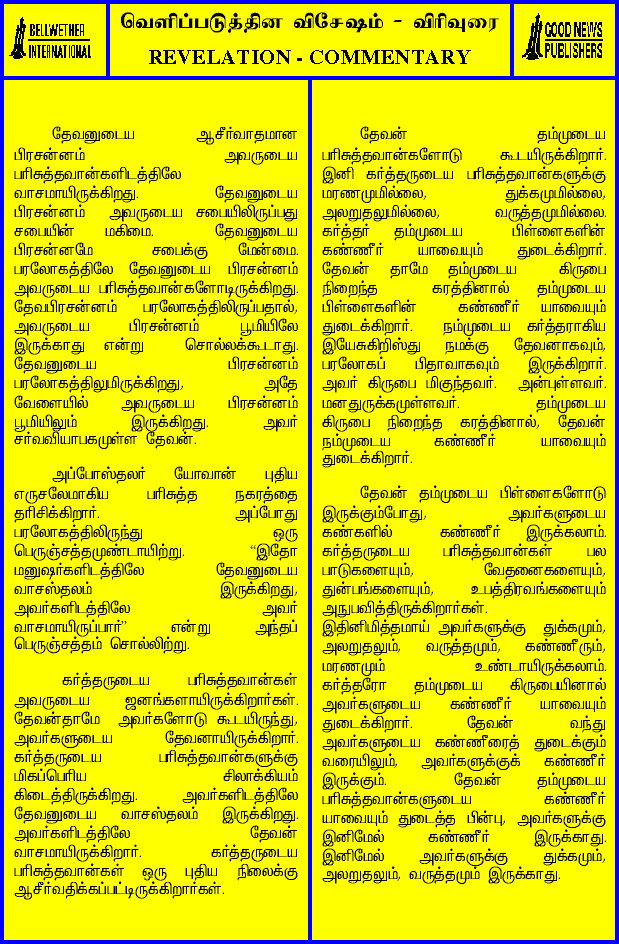 BELLWETHER
INTERNATIONAL
வெளிப்படுத்தின விசேஷம் - விரிவுரை
REVELATION - COMMENTARY
GOOD NEWS
PUBLISHERS
தேவனுடைய ஆசீர்வாதமான
பிரசன்னம் அவருடைய
பரிசுத்தவான்களிடத்திலே
வாசமாயிருக்கிறது. தேவனுடைய
பிரசன்னம் அவருடைய சபையிலிருப்பது
சபையின் மகிமை. தேவனுடைய
பிரசன்னமே சபைக்கு மேன்மை.
பரலோகத்திலே தேவனுடைய பிரசன்னம்
அவருடைய பரிசுத்தவான்களோடிருக்கிறது.
தேவபிரசன்னம் பரலோகத்திலிருப்பதால்,
அவருடைய பிரசன்னம் பூமியிலே
இருக்காது என்று சொல்லக்கூடாது.
தேவனுடைய பிரசன்னம்
பரலோகத்திலுமிருக்கிறது, அதே
வேளையில் அவருடைய பிரசன்னம்
பூமியிலும் இருக்கிறது. அவர்
சர்வவியாபகமுள்ள தேவன்.
அப்போஸ்தலர் யோவான் புதிய
எருசலேமாகிய பரிசுத்த நகரத்தை
தரிசிக்கிறார். அப்போது
பரலோகத்திலிருந்து ஒரு
பெருஞ்சத்தமுண்டாயிற்று. “இதோ
மனுஷர்களிடத்திலே தேவனுடைய
வாசஸ்தலம் இருக்கிறது,
அவர்களிடத்திலே அவர்
வாசமாயிருப்பார்” என்று அந்தப்
பெருஞ்சத்தம் சொல்லிற்று.
கர்த்தருடைய பரிசுத்தவான்கள்
அவருடைய ஜனங்களாயிருக்கிறார்கள்.
தேவன்தாமே அவர்களோடு கூடயிருந்து,
அவர்களுடைய தேவனாயிருக்கிறார்.
கர்த்தருடைய பரிசுத்தவான்களுக்கு
மிகப்பெரிய சிலாக்கியம்
கிடைத்திருக்கிறது. அவர்களிடத்திலே
தேவனுடைய வாசஸ்தலம் இருக்கிறது.
அவர்களிடத்திலே தேவன்
வாசமாயிருக்கிறார். கர்த்தருடைய
பரிசுத்தவான்கள் ஒரு புதிய நிலைக்கு
ஆசீர்வதிக்கப்பட்டிருக்கிறார்கள்.
தேவன் தம்முடைய
பரிசுத்தவான்களோடு கூடயிருக்கிறார்.
இனி கர்த்தருடைய பரிசுத்தவான்களுக்கு
மரணமுமில்லை, துக்கமுமில்லை,
அலறுதலுமில்லை, வருத்தமுமில்லை.
கர்த்தர் தம்முடைய பிள்ளைகளின்
கண்ணீர் யாவையும் துடைக்கிறார்.
தேவன் தாமே தம்முடைய கிருபை
நிறைந்த கரத்தினால் தம்முடைய
பிள்ளைகளின் கண்ணீர் யாவையும்
துடைக்கிறார். நம்முடைய கர்த்தராகிய
இயேசுகிறிஸ்து நமக்கு தேவனாகவும்,
பரலோகப் பிதாவாகவும் இருக்கிறார்.
அவர் கிருபை மிகுந்தவர். அன்புள்ளவர்.
மனதுருக்கமுள்ளவர். தம்முடைய
கிருபை நிறைந்த கரத்தினால், தேவன்
நம்முடைய கண்ணீர் யாவையும்
துடைக்கிறார்.
தேவன் தம்முடைய பிள்ளைகளோடு
இருக்கும்போது, அவர்களுடைய
கண்களில் கண்ணீர் இருக்கலாம்.
கர்த்தருடைய பரிசுத்தவான்கள் பல
பாடுகளையும், வேதனைகளையும்,
துன்பங்களையும், உபத்திரவங்களையும்
அநுபவித்திருக்கிறார்கள்.
இதினிமித்தமாய் அவர்களுக்கு துக்கமும்,
அலறுதலும், வருத்தமும், கண்ணீரும்,
மரணமும் உண்டாயிருக்கலாம்.
கர்த்தரோ தம்முடைய கிருபையினால்
அவர்களுடைய கண்ணீர் யாவையும்
துடைக்கிறார். தேவன் வந்து
அவர்களுடைய கண்ணீரைத் துடைக்கும்
வரையிலும், அவர்களுக்குக் கண்ணீர்
இருக்கும். தேவன் தம்முடைய
பரிசுத்தவான்களுடைய கண்ணீர்
யாவையும் துடைத்த பின்பு, அவர்களுக்கு
இனிமேல் கண்ணீர் இருக்காது.
இனிமேல் அவர்களுக்கு துக்கமும்,
அலறுதலும், வருத்தமும் இருக்காது.